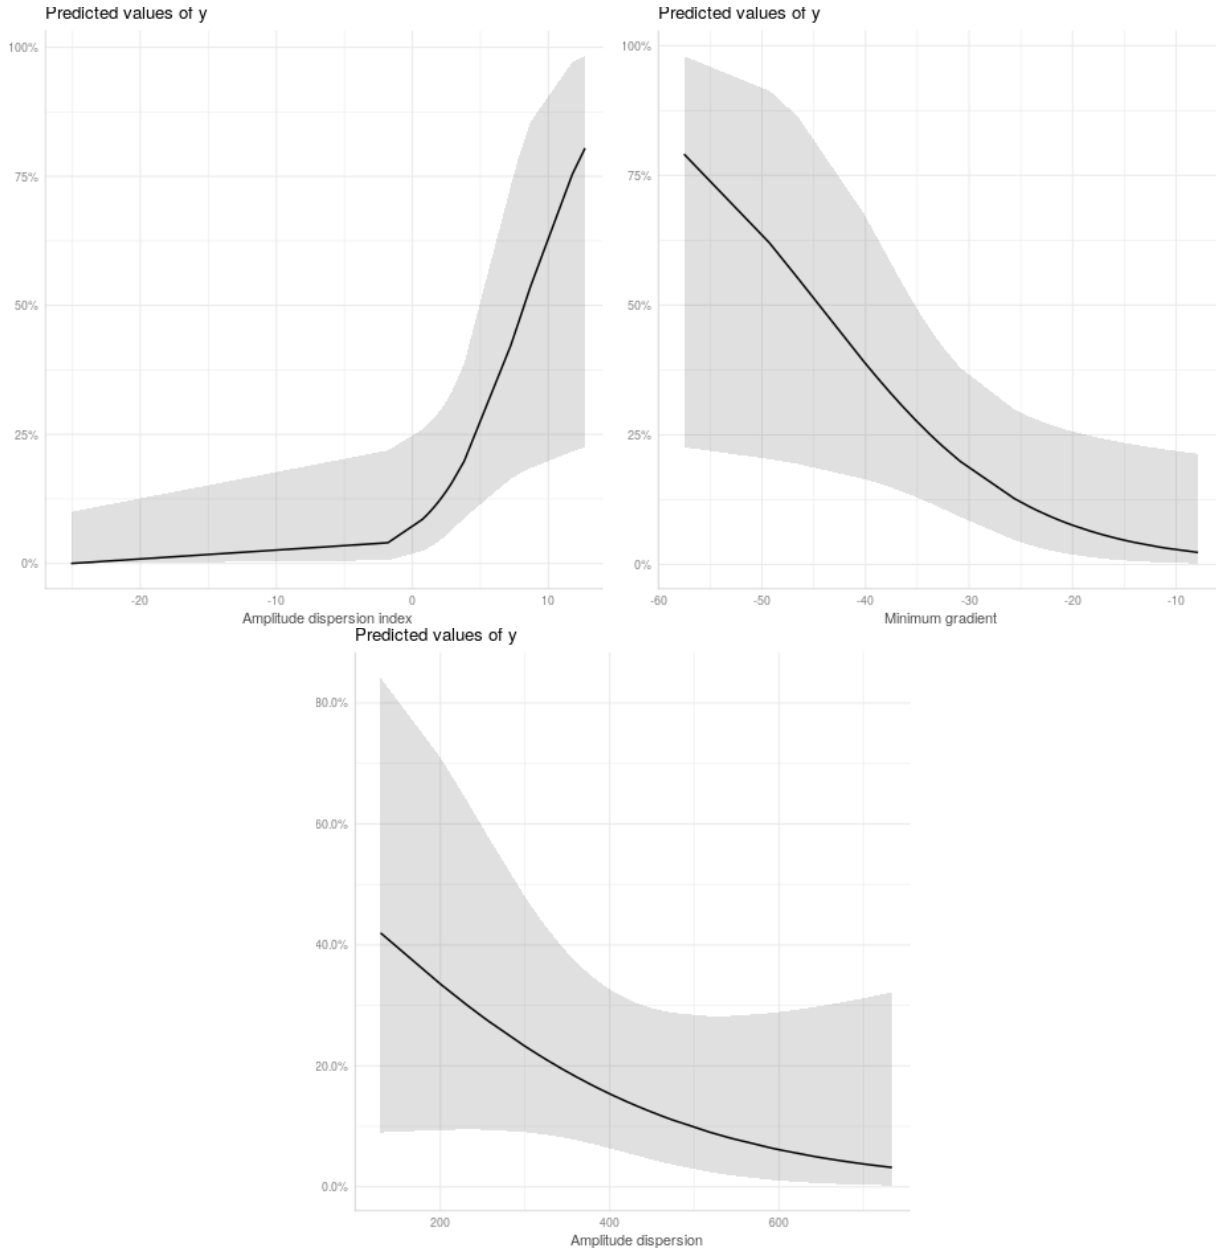 Predicted values of y
100%
75%
50%
25%
0%
-20 -10 0 10
Amplitude dispersion index
Predicted values of y
100%
75%
50%
25%
0%
-60 -50 -40 -30 -20 -10
Minimum gradient
Predicted values of y
80.0%
60.0%
40.0%
20.0%
0.0%
200 400 600
Amplitude dispersion